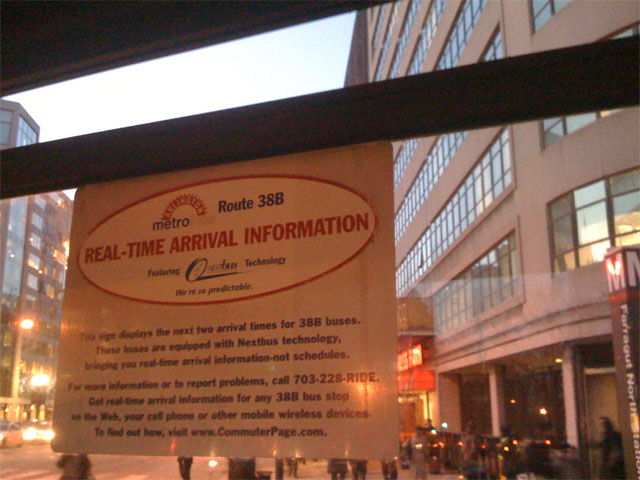 ARLINGTON
metro
Route 38B
REAL-TIME ARRIVAL INFORMATION
Featuring NEXTBUS Technology
We're so predictable.
This sign displays the next two arrival times for 38B buses.
These buses are equipped with Nextbus technology,
bringing you real-time arrival information-not schedules.
For more information or to report problems, call 703-228-RIDE.
Get real-time arrival information for any 38B bus stop
on the Web, your cell phone or other mobile wireless devices
To find out how, visit www.CommuterPage.com.
M
Farragut North